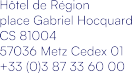 Hôtel de Région
place Gabriel Hocquard
CS 81004
57036 Metz Cedex 01
+33 (0)3 87 33 60 00